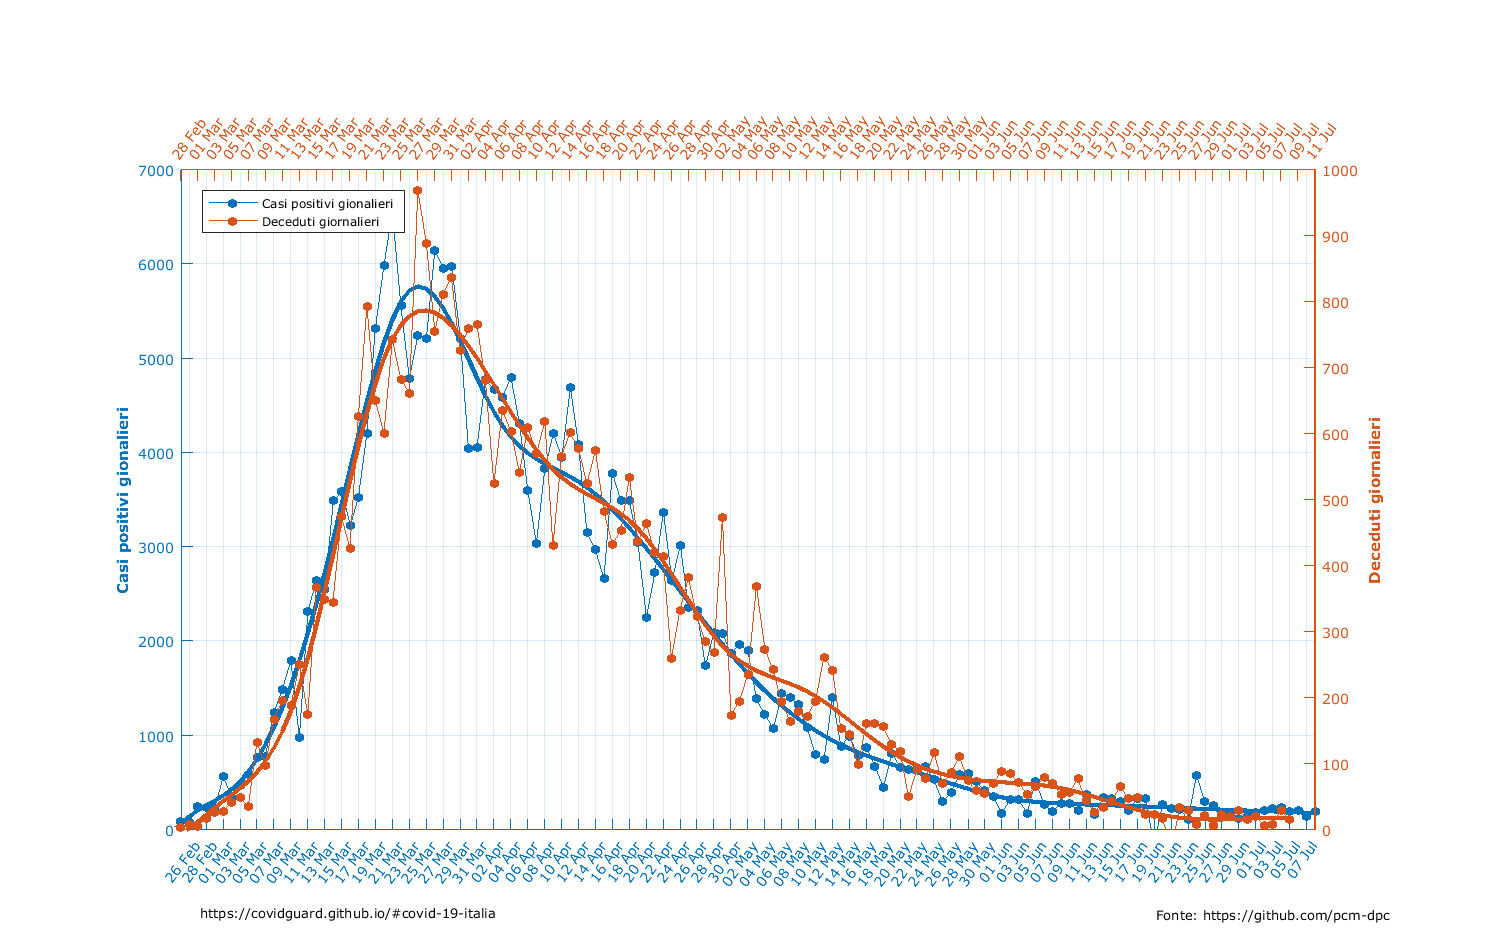 28 Feb
01 Mar
03 Mar
05 Mar
07 Mar
09 Mar
11 Mar
13 Mar
15 Mar
17 Mar
19 Mar
21 Mar
23 Mar
25 Mar
27 Mar
29 Mar
31 Mar
02 Apr
04 Apr
06 Apr
08 Apr
10 Apr
12 Apr
14 Apr
16 Apr
18 Apr
20 Apr
22 Apr
24 Apr
26 Apr
28 Apr
30 Apr
02 May
04 May
06 May
08 May
10 May
12 May
14 May
16 May
18 May
20 May
22 May
24 May
26 May
28 May
30 May
01 Jun
03 Jun
05 Jun
07 Jun
09 Jun
11 Jun
13 Jun
15 Jun
17 Jun
19 Jun
21 Jun
23 Jun
25 Jun
27 Jun
29 Jun
01 Jul
03 Jul
05 Jul
07 Jul
09 Jul
11 Jul
7000
6000
5000
4000
3000
2000
1000
0
Casi positivi gionalieri
Casi positivi gionalieri
Deceduti giornalieri
1000
900
800
700
600
500
400
300
200
100
0
Deceduti giornalieri
26 Feb
28 Feb
01 Mar
03 Mar
05 Mar
07 Mar
09 Mar
11 Mar
13 Mar
15 Mar
17 Mar
19 Mar
21 Mar
23 Mar
25 Mar
27 Mar
29 Mar
31 Apr
02 Apr
04 Apr
06 Apr
08 Apr
10 Apr
12 Apr
14 Apr
16 Apr
18 Apr
20 Apr
22 Apr
24 Apr
26 Apr
28 Apr
30 Apr
02 May
04 May
06 May
08 May
10 May
12 May
14 May
16 May
18 May
20 May
22 May
24 May
26 May
28 May
30 May
01 Jun
03 Jun
05 Jun
07 Jun
09 Jun
11 Jun
13 Jun
15 Jun
17 Jun
19 Jun
21 Jun
23 Jun
25 Jun
27 Jun
29 Jun
01 Jul
03 Jul
05 Jul
07 Jul
https://covidguard.github.io/#covid-19-italia
Fonte: https://github.com/pcm-dpc